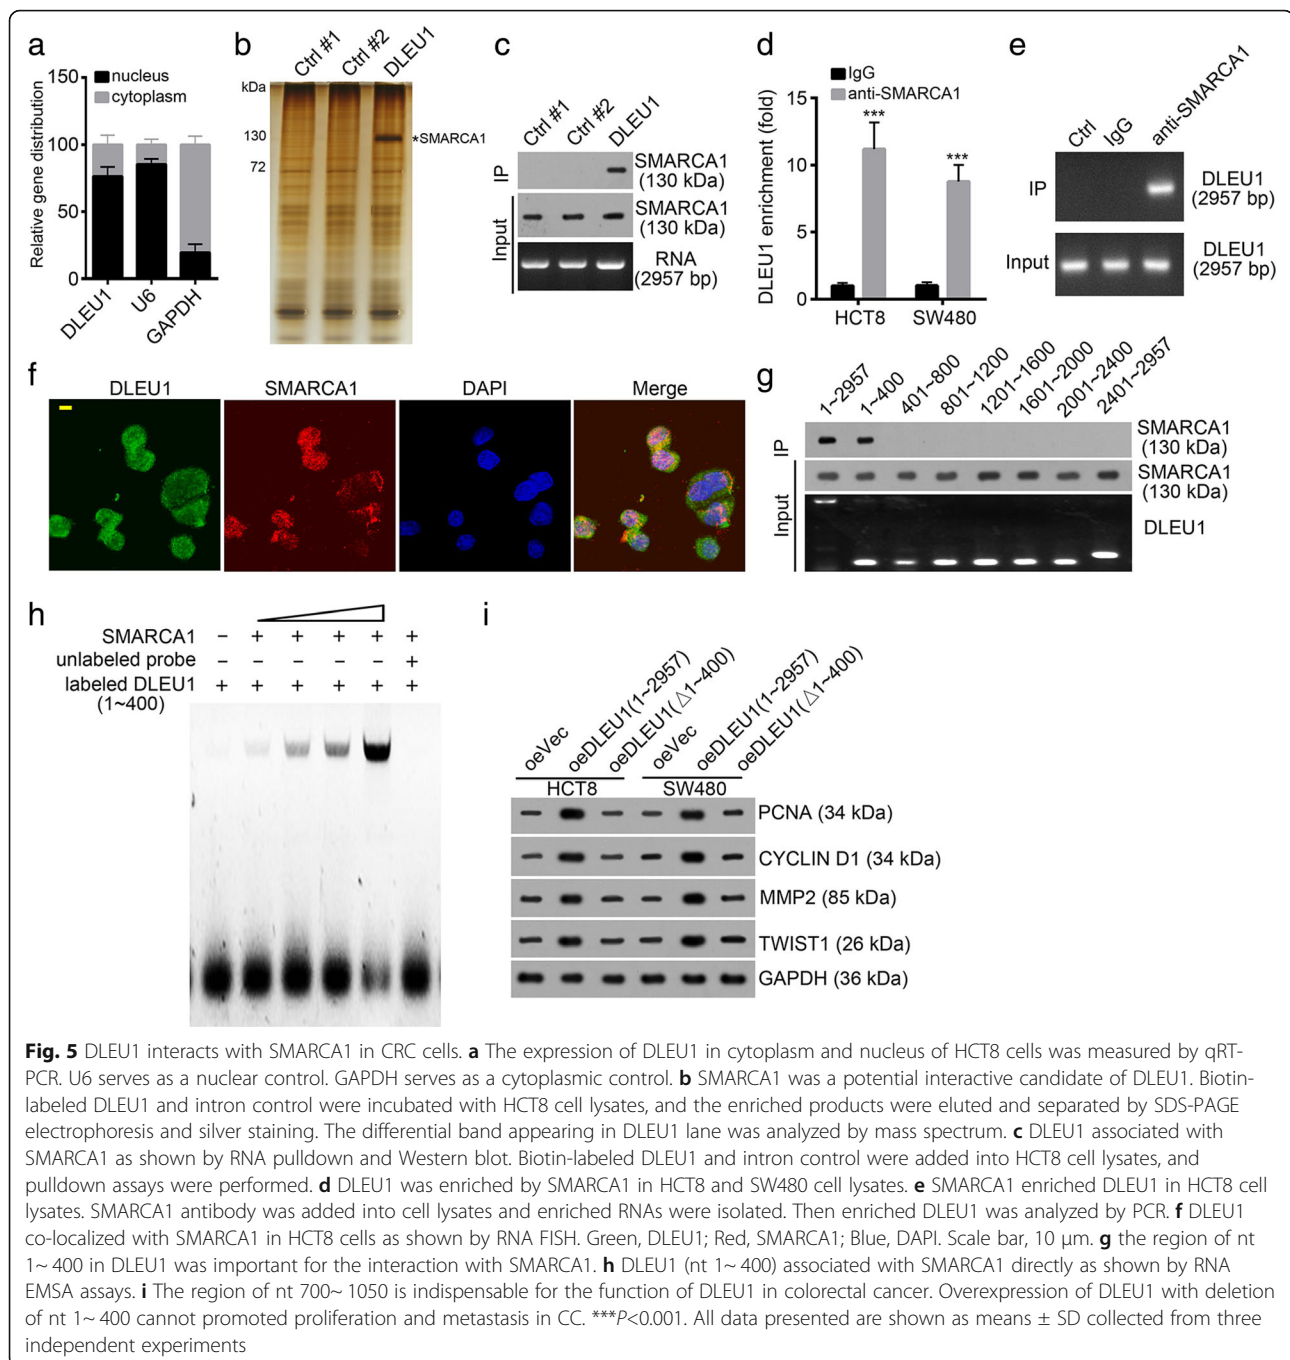 a
150
100
50
0
Relative gene distribution
nucleus
cytoplasm
DLEU1
U6
GAPDH
b
Ctrl #1
Ctrl #2
DLEU1
kDa
130
72
*SMARCA1
c
Ctrl #1
Ctrl #2
DLEU1
IP
SMARCA1
(130 kDa)
Input
SMARCA1
(130 kDa)
RNA
(2957 bp)
d
IgG
anti-SMARCA1
DLEU1 enrichment (fold)
15
10
5
0
***
***
HCT8
SW480
e
Ctrl
IgG
anti-SMARCA1
IP
DLEU1
(2957 bp)
Input
DLEU1
(2957 bp)
f
DLEU1
SMARCA1
DAPI
Merge
g
1~2957
1~400
401~800
801~1200
1201~1600
1601~2000
2001~2400
2401~2957
IP
SMARCA1
(130 kDa)
Input
SMARCA1
(130 kDa)
DLEU1
h
SMARCA1 – + + + + +
unlabeled probe – – – – – +
labeled DLEU1 + + + + + +
(1~400)
i
oeVec
oeDLEU1(1~2957)
oeDLEU1(△1~400)
oeVec
oeDLEU1(1~2957)
oeDLEU1(△1~400)
HCT8
SW480
PCNA (34 kDa)
CYCLIN D1 (34 kDa)
MMP2 (85 kDa)
TWIST1 (26 kDa)
GAPDH (36 kDa)
Fig. 5 DLEU1 interacts with SMARCA1 in CRC cells. a The expression of DLEU1 in cytoplasm and nucleus of HCT8 cells was measured by qRT-
PCR. U6 serves as a nuclear control. GAPDH serves as a cytoplasmic control. b SMARCA1 was a potential interactive candidate of DLEU1. Biotin-
labeled DLEU1 and intron control were incubated with HCT8 cell lysates, and the enriched products were eluted and separated by SDS-PAGE
electrophoresis and silver staining. The differential band appearing in DLEU1 lane was analyzed by mass spectrum. c DLEU1 associated with
SMARCA1 as shown by RNA pulldown and Western blot. Biotin-labeled DLEU1 and intron control were added into HCT8 cell lysates, and
pulldown assays were performed. d DLEU1 was enriched by SMARCA1 in HCT8 and SW480 cell lysates. e SMARCA1 enriched DLEU1 in HCT8 cell
lysates. SMARCA1 antibody was added into cell lysates and enriched RNAs were isolated. Then enriched DLEU1 was analyzed by PCR. f DLEU1
co-localized with SMARCA1 in HCT8 cells as shown by RNA FISH. Green, DLEU1; Red, SMARCA1; Blue, DAPI. Scale bar, 10 μm. g the region of nt
1~ 400 in DLEU1 was important for the interaction with SMARCA1. h DLEU1 (nt 1~ 400) associated with SMARCA1 directly as shown by RNA
EMSA assays. i The region of nt 700~ 1050 is indispensable for the function of DLEU1 in colorectal cancer. Overexpression of DLEU1 with deletion
of nt 1~ 400 cannot promoted proliferation and metastasis in CC. ***P<0.001. All data presented are shown as means ± SD collected from three
independent experiments